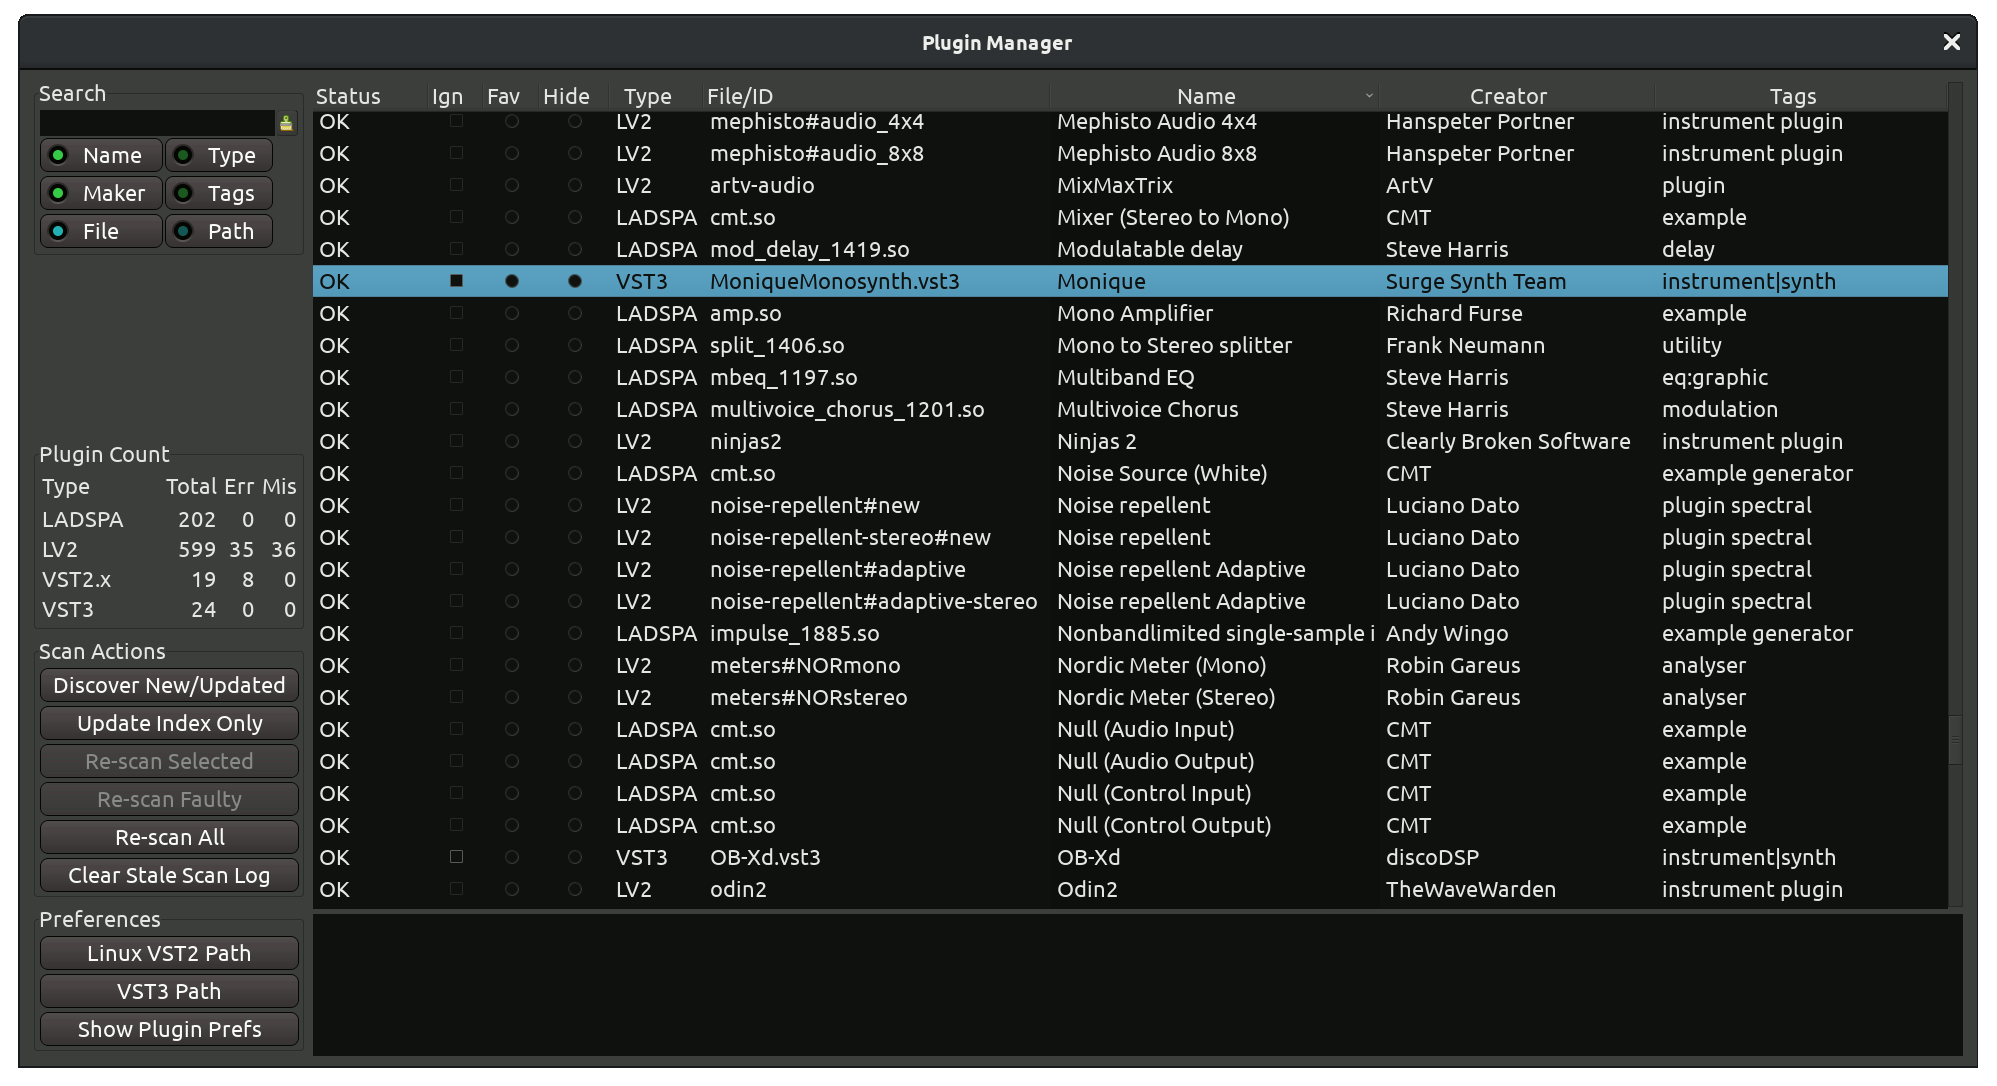 Plugin Manager
Search
Name Type
Maker Tags
File Path
Plugin Count
Type Total Err Mis
LADSPA 202 0 0
LV2 599 35 36
VST2.x 19 8 0
VST3 24 0 0
Scan Actions
Discover New/Updated
Update Index Only
Re-scan Selected
Re-scan Faulty
Re-scan All
Clear Stale Scan Log
Preferences
Linux VST2 Path
VST3 Path
Show Plugin Prefs
Status Ign Fav Hide Type File/ID Name Creator Tags
OK LV2 mephisto#audio_4x4 Mephisto Audio 4x4 Hanspeter Portner instrument plugin
OK LV2 mephisto#audio_8x8 Mephisto Audio 8x8 Hanspeter Portner instrument plugin
OK LV2 artv-audio MixMaxTrix ArtV plugin
OK LADSPA cmt.so Mixer (Stereo to Mono) CMT example
OK LADSPA mod_delay_1419.so Modulatable delay Steve Harris delay
OK VST3 MoniqueMonosynth.vst3 Monique Surge Synth Team instrument|synth
OK LADSPA amp.so Mono Amplifier Richard Furse example
OK LADSPA split_1406.so Mono to Stereo splitter Frank Neumann utility
OK LADSPA mbeq_1197.so Multiband EQ Steve Harris eq:graphic
OK LADSPA multivoice_chorus_1201.so Multivoice Chorus Steve Harris modulation
OK LV2 ninjas2 Ninjas 2 Clearly Broken Software instrument plugin
OK LADSPA cmt.so Noise Source (White) CMT example generator
OK LV2 noise-repellent#new Noise repellent Luciano Dato plugin spectral
OK LV2 noise-repellent-stereo#new Noise repellent Luciano Dato plugin spectral
OK LV2 noise-repellent#adaptive Noise repellent Adaptive Luciano Dato plugin spectral
OK LV2 noise-repellent#adaptive-stereo Noise repellent Adaptive Luciano Dato plugin spectral
OK LADSPA impulse_1885.so Nonbandlimited single-sample i Andy Wingo example generator
OK LV2 meters#NORmono Nordic Meter (Mono) Robin Gareus analyser
OK LV2 meters#NORstereo Nordic Meter (Stereo) Robin Gareus analyser
OK LADSPA cmt.so Null (Audio Input) CMT example
OK LADSPA cmt.so Null (Audio Output) CMT example
OK LADSPA cmt.so Null (Control Input) CMT example
OK LADSPA cmt.so Null (Control Output) CMT example
OK VST3 OB-Xd.vst3 OB-Xd discoDSP instrument|synth
OK LV2 odin2 Odin2 TheWaveWarden instrument plugin